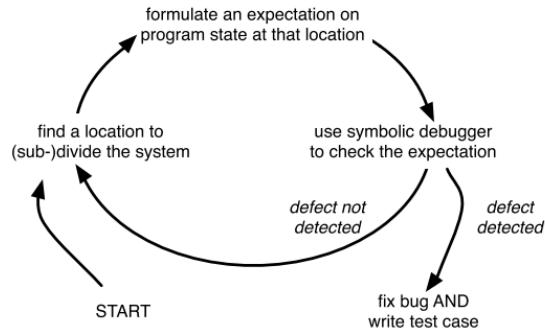 formulate an expectation on
program state at that location
find a location to
(sub-)divide the system
use symbolic debugger
to check the expectation
defect not
detected
defect
detected
START
fix bug AND
write test case